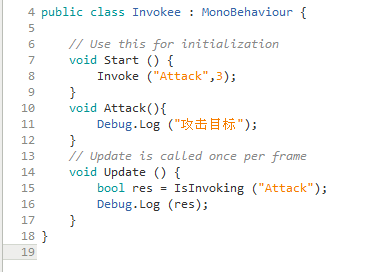 4 public class Invokee : MonoBehaviour {
5
6 // Use this for initialization
7 void Start () {
8 Invoke ("Attack",3);
9 }
10 void Attack(){
11 Debug.Log ("攻击目标");
12 }
13 // Update is called once per frame
14 void Update () {
15 bool res = IsInvoking ("Attack");
16 Debug.Log (res);
17 }
18 }
19